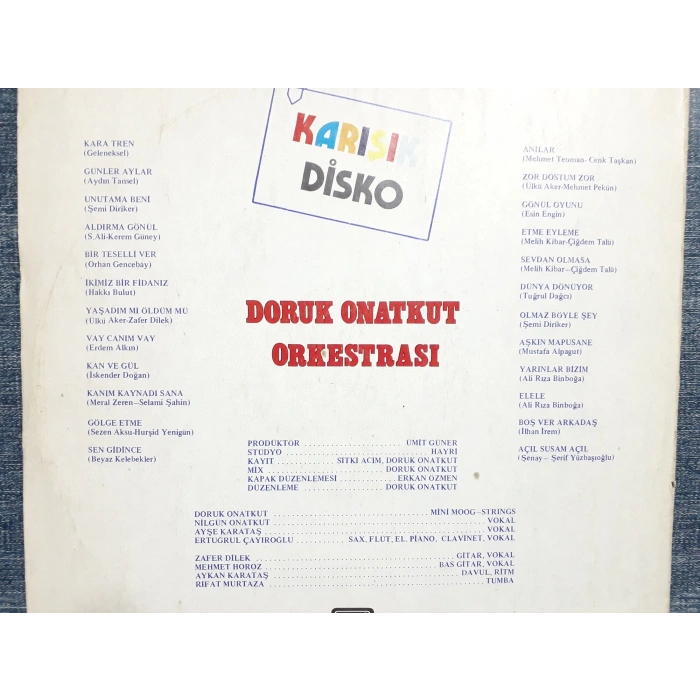 KARIŞIK
DİSKO
KARA TREN
(Geleneksel)
GÜNLER AYLAR
(Aydın Tansel)
UNUTAMA BENİ
(Şemi Diriker)
ALDIRMA GÖNÜL
(S.Ali-Kerem Güney)
BİR TESELLİ VER
(Orhan Gencebay)
İKİMİZ BİR FİDANIZ
(Hakkı Bulut)
YAŞADIM MI ÖLDÜM MÜ
(Ülkü Aker-Zafer Dilek)
VAY CANIM VAY
(Erdem Alkın)
KAN VE GÜL
(İskender Doğan)
KANIM KAYNADI SANA
(Meral Zeren–Selami Şahin)
GÖLGE ETME
(Sezen Aksu-Hurşid Yenigün)
SEN GİDİNCE
(Beyaz Kelebekler)
ANILAR
(Mehmet Teoman-Cenk Taşkan)
ZOR DOSTUM ZOR
(Ülkü Aker-Mehmet Pekün)
GÖNÜL OYUNU
(Esin Engin)
ETME EYLEME
(Melih Kibar-Çiğdem Talü)
SEVDAN OLMASA
(Melih Kibar–Çiğdem Talü)
DÜNYA DÖNÜYOR
(Tuğrul Dağcı)
OLMAZ BÖYLE ŞEY
(Şemi Diriker)
AŞKIN MAPUSANE
(Mustafa Alpagut)
YARINLAR BİZİM
(Ali Rıza Binboğa)
ELELE
(Ali Rıza Binboğa)
BOŞ VER ARKADAŞ
(İlhan İrem)
AÇIL SUSAM AÇIL
(Şenay– Şerif Yüzbaşıoğlu)
DORUK ONATKUT
ORKESTRASI
PRODÜKTÖR ........ ÜMİT GÜNER
STÜDYO ........ HAYRİ
KAYIT ........ SITKI ACIM, DORUK ONATKUT
MİX ........ DORUK ONATKUT
KAPAK DÜZENLEMESİ ........ ERKAN ÖZMEN
DÜZENLEME ........ DORUK ONATKUT
DORUK ONATKUT ........ MİNİ MOOG–STRINGS
NİLGÜN ONATKUT ........ VOKAL
AYŞE KARATAŞ ........ VOKAL
ERTUĞRUL ÇAYIROĞLU ........ SAX, FLUT, EL. PİANO, CLAVINET, VOKAL
ZAFER DİLEK ........ GİTAR, VOKAL
MEHMET HOROZ ........ BAS GİTAR, VOKAL
AYKAN KARATAŞ ........ DAVUL, RİTM
RIFAT MURTAZA ........ TUMBA